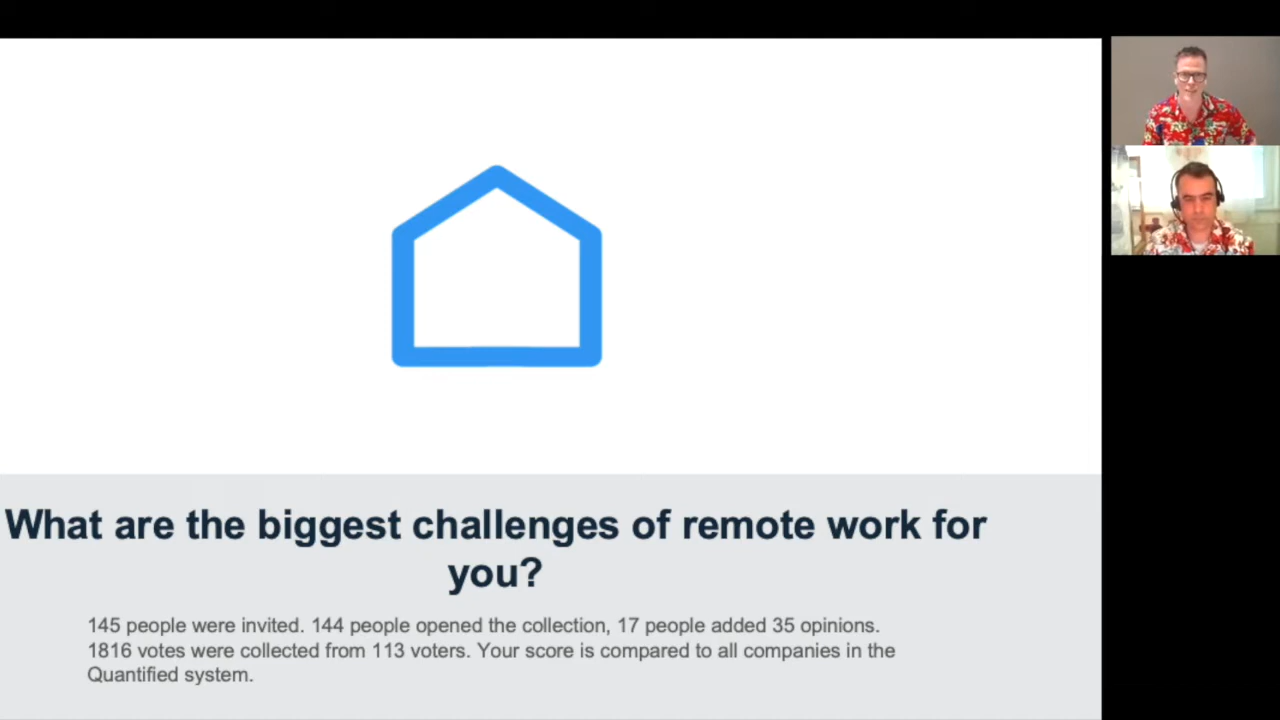 What are the biggest challenges of remote work for
you?
145 people were invited. 144 people opened the collection, 17 people added 35 opinions.
1816 votes were collected from 113 voters. Your score is compared to all companies in the
Quantified system.